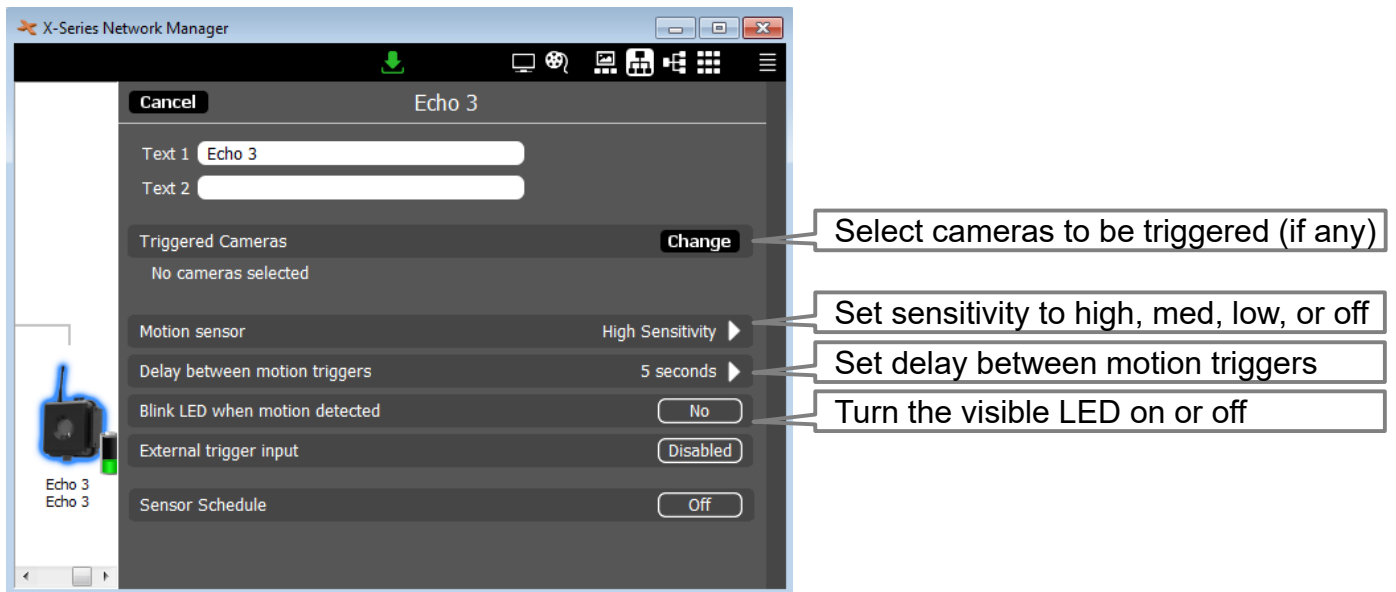 X-Series Network Manager
Cancel
Echo 3
Text 1 Echo 3
Text 2
Triggered Cameras Change
Select cameras to be triggered (if any)
No cameras selected
Motion sensor High Sensitivity
Set sensitivity to high, med, low, or off
Delay between motion triggers 5 seconds
Set delay between motion triggers
Blink LED when motion detected No
Turn the visible LED on or off
External trigger input Disabled
Sensor Schedule Off
Echo 3
Echo 3